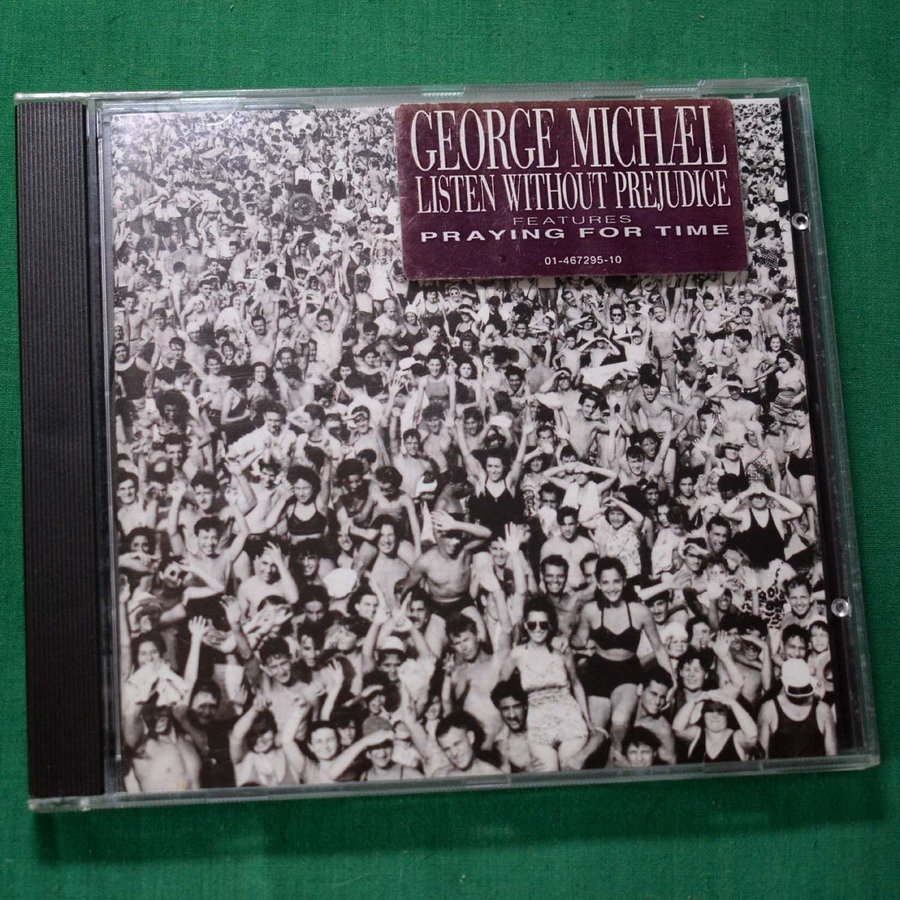 GEORGE MICHÆL
LISTEN WITHOUT PREJUDICE
FEATURES
PRAYING FOR TIME
01-467295-10